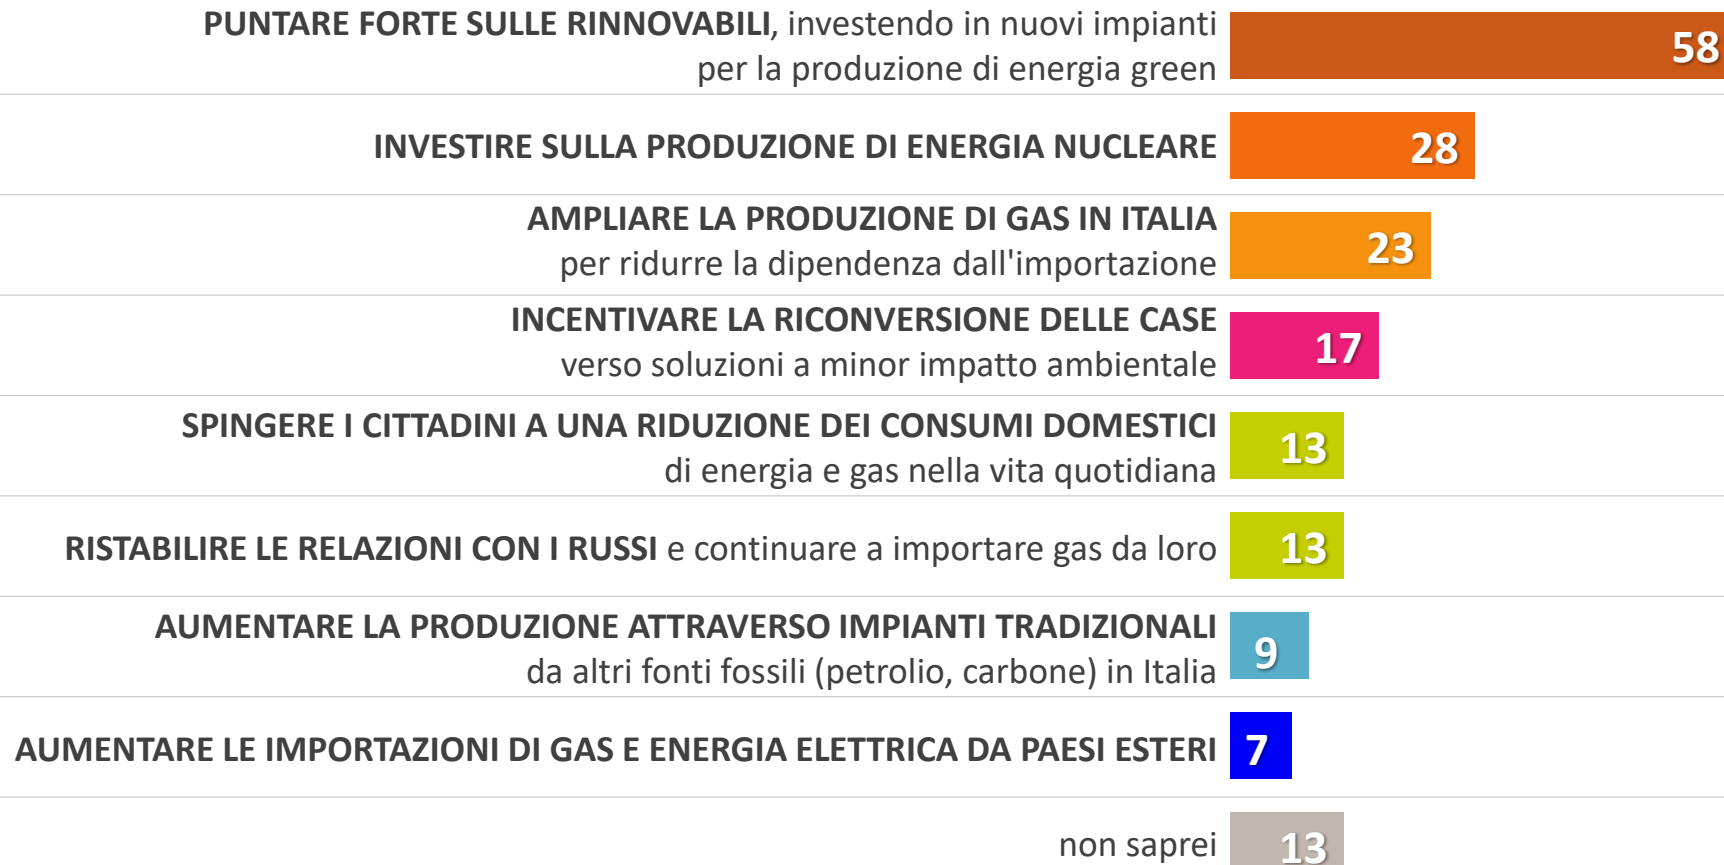 PUNTARE FORTE SULLE RINNOVABILI, investendo in nuovi impianti
per la produzione di energia green
58
INVESTIRE SULLA PRODUZIONE DI ENERGIA NUCLEARE
28
AMPLIARE LA PRODUZIONE DI GAS IN ITALIA
per ridurre la dipendenza dall'importazione
23
INCENTIVARE LA RICONVERSIONE DELLE CASE
verso soluzioni a minor impatto ambientale
17
SPINGERE I CITTADINI A UNA RIDUZIONE DEI CONSUMI DOMESTICI
di energia e gas nella vita quotidiana
13
RISTABILIRE LE RELAZIONI CON I RUSSI e continuare a importare gas da loro
13
AUMENTARE LA PRODUZIONE ATTRAVERSO IMPIANTI TRADIZIONALI
da altri fonti fossili (petrolio, carbone) in Italia
9
AUMENTARE LE IMPORTAZIONI DI GAS E ENERGIA ELETTRICA DA PAESI ESTERI
7
non saprei
13